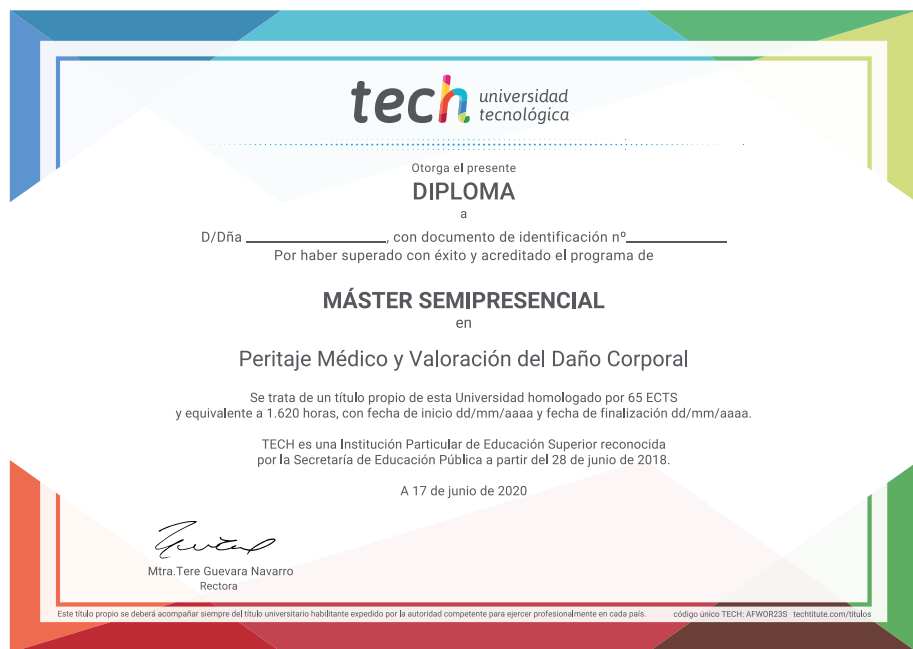 tech universidad
tecnológica
Otorga el presente
DIPLOMA
a
D/Dña ____________, con documento de identificación nº____________
Por haber superado con éxito y acreditado el programa de
MÁSTER SEMIPRESENCIAL
en
Peritaje Médico y Valoración del Daño Corporal
Se trata de un título propio de esta Universidad homologado por 65 ECTS
y equivalente a 1.620 horas, con fecha de inicio dd/mm/aaaa y fecha de finalización dd/mm/aaaa.
TECH es una Institución Particular de Educación Superior reconocida
por la Secretaría de Educación Pública a partir del 28 de junio de 2018.
A 17 de junio de 2020
Mtra.Tere Guevara Navarro
Rectora
Este título propio se deberá acompañar siempre del título universitario habilitante expedido por la autoridad competente para ejercer profesionalmente en cada país. código único TECH: AFWOR23S techtitute.com/titulos